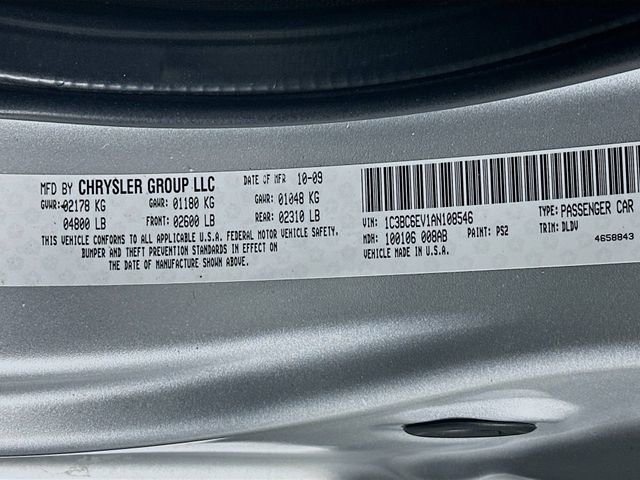 MFD BY CHRYSLER GROUP LLC DATE OF MFR 10-09
GVWR: 02178 KG GAWR: 01180 KG GAWR: 01048 KG
04800 LB FRONT: 02600 LB REAR: 02310 LB
THIS VEHICLE CONFORMS TO ALL APPLICABLE U.S.A. FEDERAL MOTOR VEHICLE SAFETY,
BUMPER AND THEFT PREVENTION STANDARDS IN EFFECT ON
THE DATE OF MANUFACTURE SHOWN ABOVE.
VIN: 1C3BC6EV1AN108546 TYPE: PASSENGER CAR
MDH: 100106 008AB PAINT: PS2 TRIM: DLDV
VEHICLE MADE IN U.S.A. 4658843